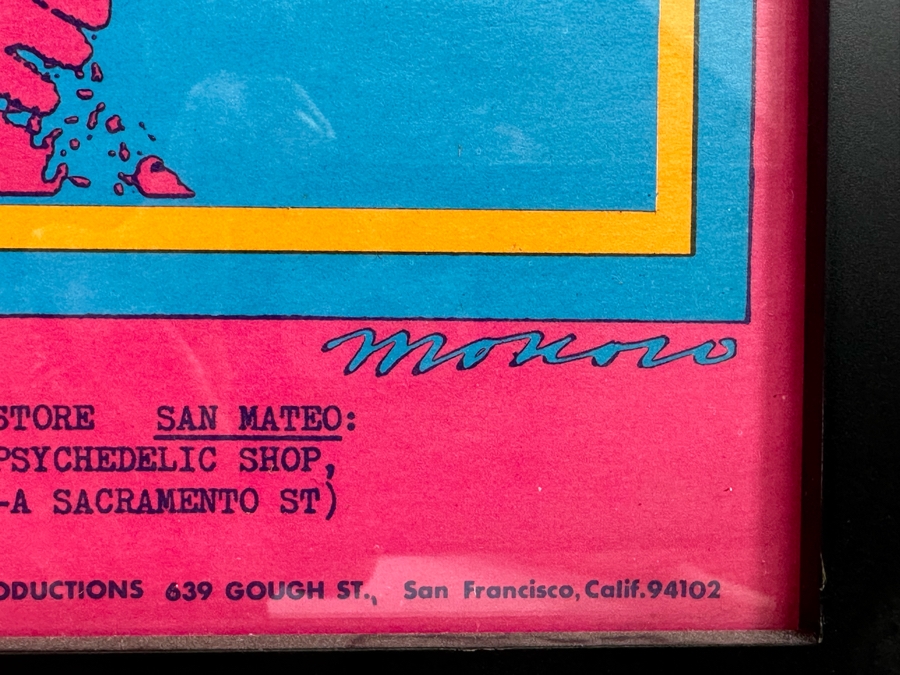 Moscoso
STORE SAN MATEO:
PSYCHEDELIC SHOP,
-A SACRAMENTO ST)
ODUCTIONS 639 GOUGH ST., San Francisco, Calif. 94102